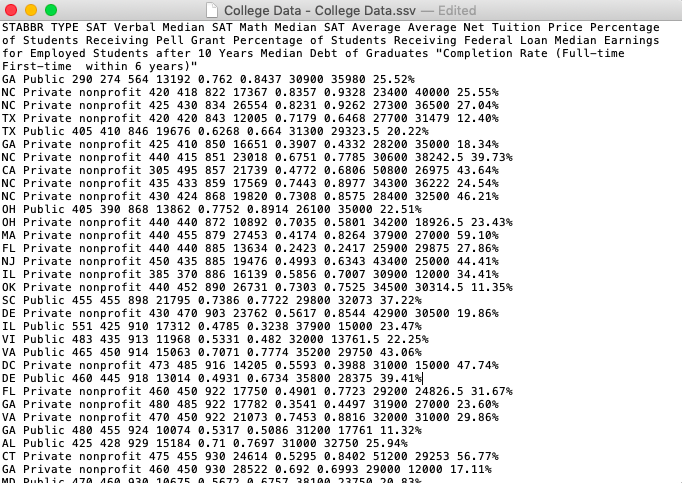 College Data - College Data.ssv — Edited
STABBR TYPE SAT Verbal Median SAT Math Median SAT Average Average Net Tuition Price Percentage
of Students Receiving Pell Grant Percentage of Students Receiving Federal Loan Median Earnings
for Employed Students after 10 Years Median Debt of Graduates "Completion Rate (Full-time
First-time  within 6 years)"
GA Public 290 274 564 13192 0.762 0.8437 30900 35980 25.52%
NC Private nonprofit 420 418 822 17367 0.8357 0.9328 23400 40000 25.55%
NC Private nonprofit 425 430 834 26554 0.8231 0.9262 27300 36500 27.04%
TX Private nonprofit 420 420 843 12005 0.7179 0.6468 27700 31479 12.40%
TX Public 405 410 846 19676 0.6268 0.664 31300 29323.5 20.22%
GA Private nonprofit 425 410 850 16651 0.3907 0.4332 28200 35000 18.34%
NC Private nonprofit 440 415 851 23018 0.6751 0.7785 30600 38242.5 39.73%
CA Private nonprofit 305 495 857 21739 0.4772 0.6806 50800 26975 43.64%
NC Private nonprofit 435 433 859 17569 0.7443 0.8977 34300 36222 24.54%
NC Private nonprofit 430 424 868 19820 0.7308 0.8575 28400 32500 46.21%
OH Public 405 390 868 13862 0.7752 0.8914 26100 35000 22.51%
OH Private nonprofit 440 440 872 10892 0.7035 0.5801 34200 18926.5 23.43%
MA Private nonprofit 440 455 879 27453 0.4174 0.8264 37900 27000 59.10%
FL Private nonprofit 440 440 885 13634 0.2423 0.2417 25900 29875 27.86%
NJ Private nonprofit 450 435 885 19476 0.4993 0.6343 43400 25000 44.41%
IL Private nonprofit 385 370 886 16139 0.5856 0.7007 30900 12000 34.41%
OH Private nonprofit 440 452 890 26731 0.7303 0.7525 34500 30314.5 11.35%
SC Public 455 455 898 21795 0.7386 0.7722 29800 32073 37.22%
DE Private nonprofit 430 470 903 23762 0.5617 0.8544 42900 30500 19.86%
IL Public 551 425 910 17312 0.4785 0.3238 37900 15000 23.47%
VI Public 483 435 913 11968 0.5331 0.482 32000 13761.5 22.25%
VA Public 465 450 914 15063 0.7071 0.7774 35200 29750 43.06%
DC Private nonprofit 473 485 916 14205 0.5593 0.3988 31000 15000 47.74%
DE Public 460 445 918 13014 0.4931 0.6734 35800 28375 39.41%
FL Private nonprofit 460 450 922 17750 0.4901 0.7723 29200 24826.5 31.67%
GA Private nonprofit 480 485 922 17782 0.3541 0.4497 31900 27000 23.60%
VA Private nonprofit 470 450 922 21073 0.7453 0.8816 32000 31000 29.86%
GA Public 480 455 924 10074 0.5317 0.5086 31200 17761 11.32%
AL Public 425 428 929 15184 0.71 0.7697 31000 32750 25.94%
CT Private nonprofit 475 455 930 24614 0.5295 0.8402 51200 29253 56.77%
GA Private nonprofit 460 450 930 28522 0.692 0.6993 29000 12000 17.11%
MD Public 470 460 930 10675 0.5672 0.6757 38100 23750 20.83%